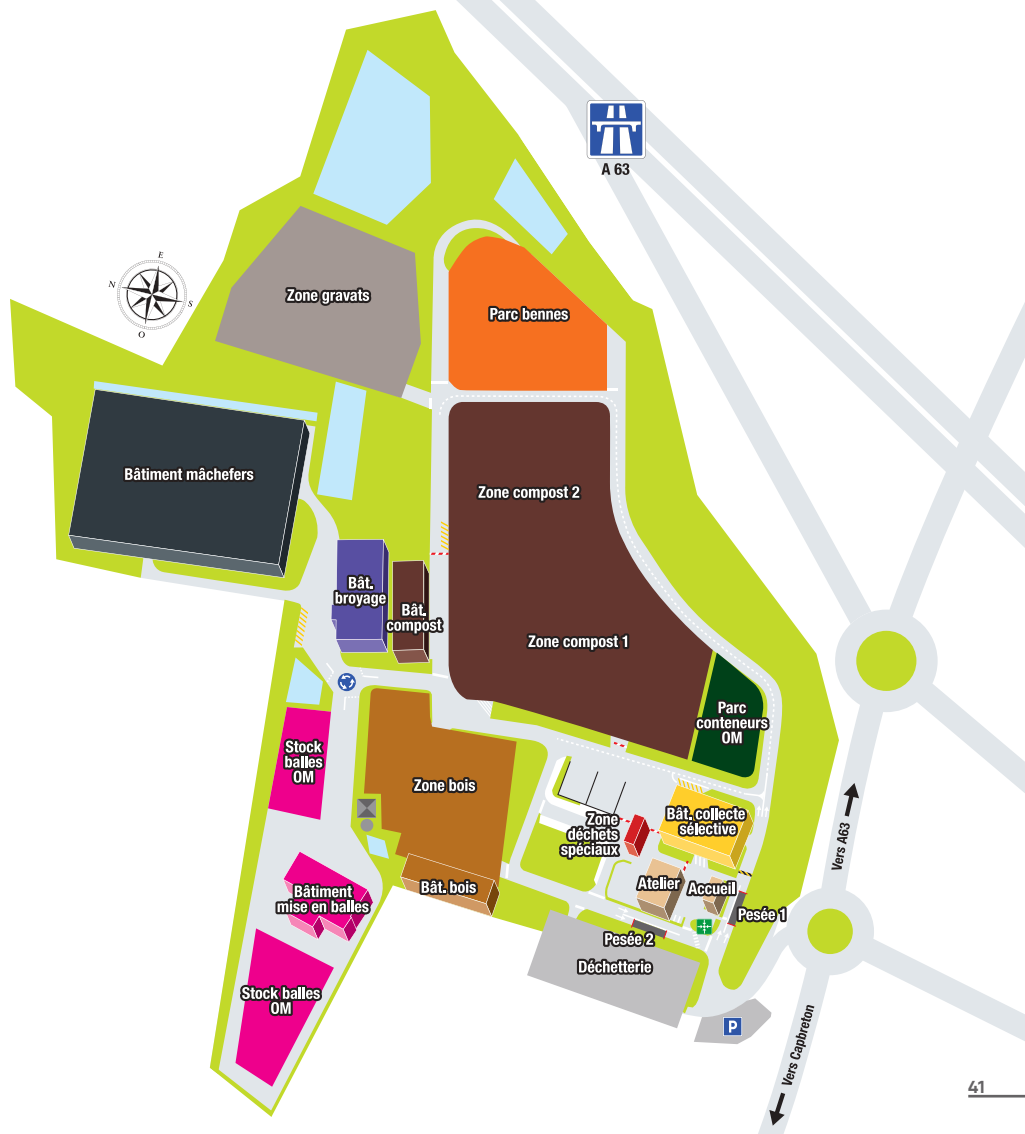 A 63
E
N
S
O
Zone gravats
Parc bennes
Bâtiment mâchefers
Zone compost 2
Bât.
broyage
Bât.
compost
Zone compost 1
Parc
conteneurs
OM
Stock
balles
OM
Zone bois
Zone
déchets
spéciaux
Bât. collecte
sélective
Vers A63
Bâtiment
mise en balles
Bât. bois
Atelier
Accueil
Pesée 1
Pesée 2
Déchetterie
Stock balles
OM
P
Vers Capbreton
41